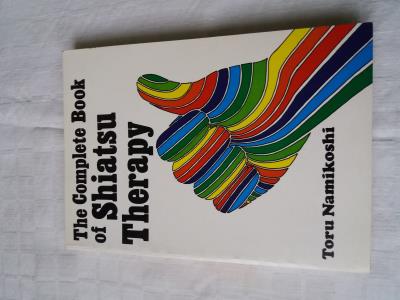 The Complete Book
of Shiatsu
Therapy
Toru Namikoshi